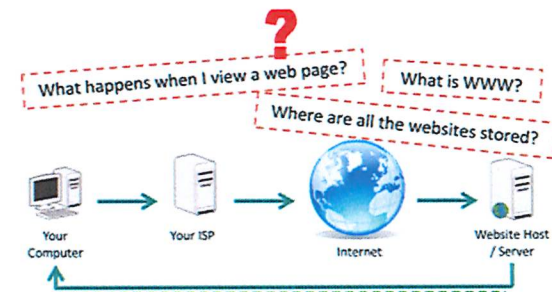 ?
What happens when I view a web page?
What is WWW?
Where are all the websites stored?
Your
Computer
Your ISP
Internet
Website Host
/ Server